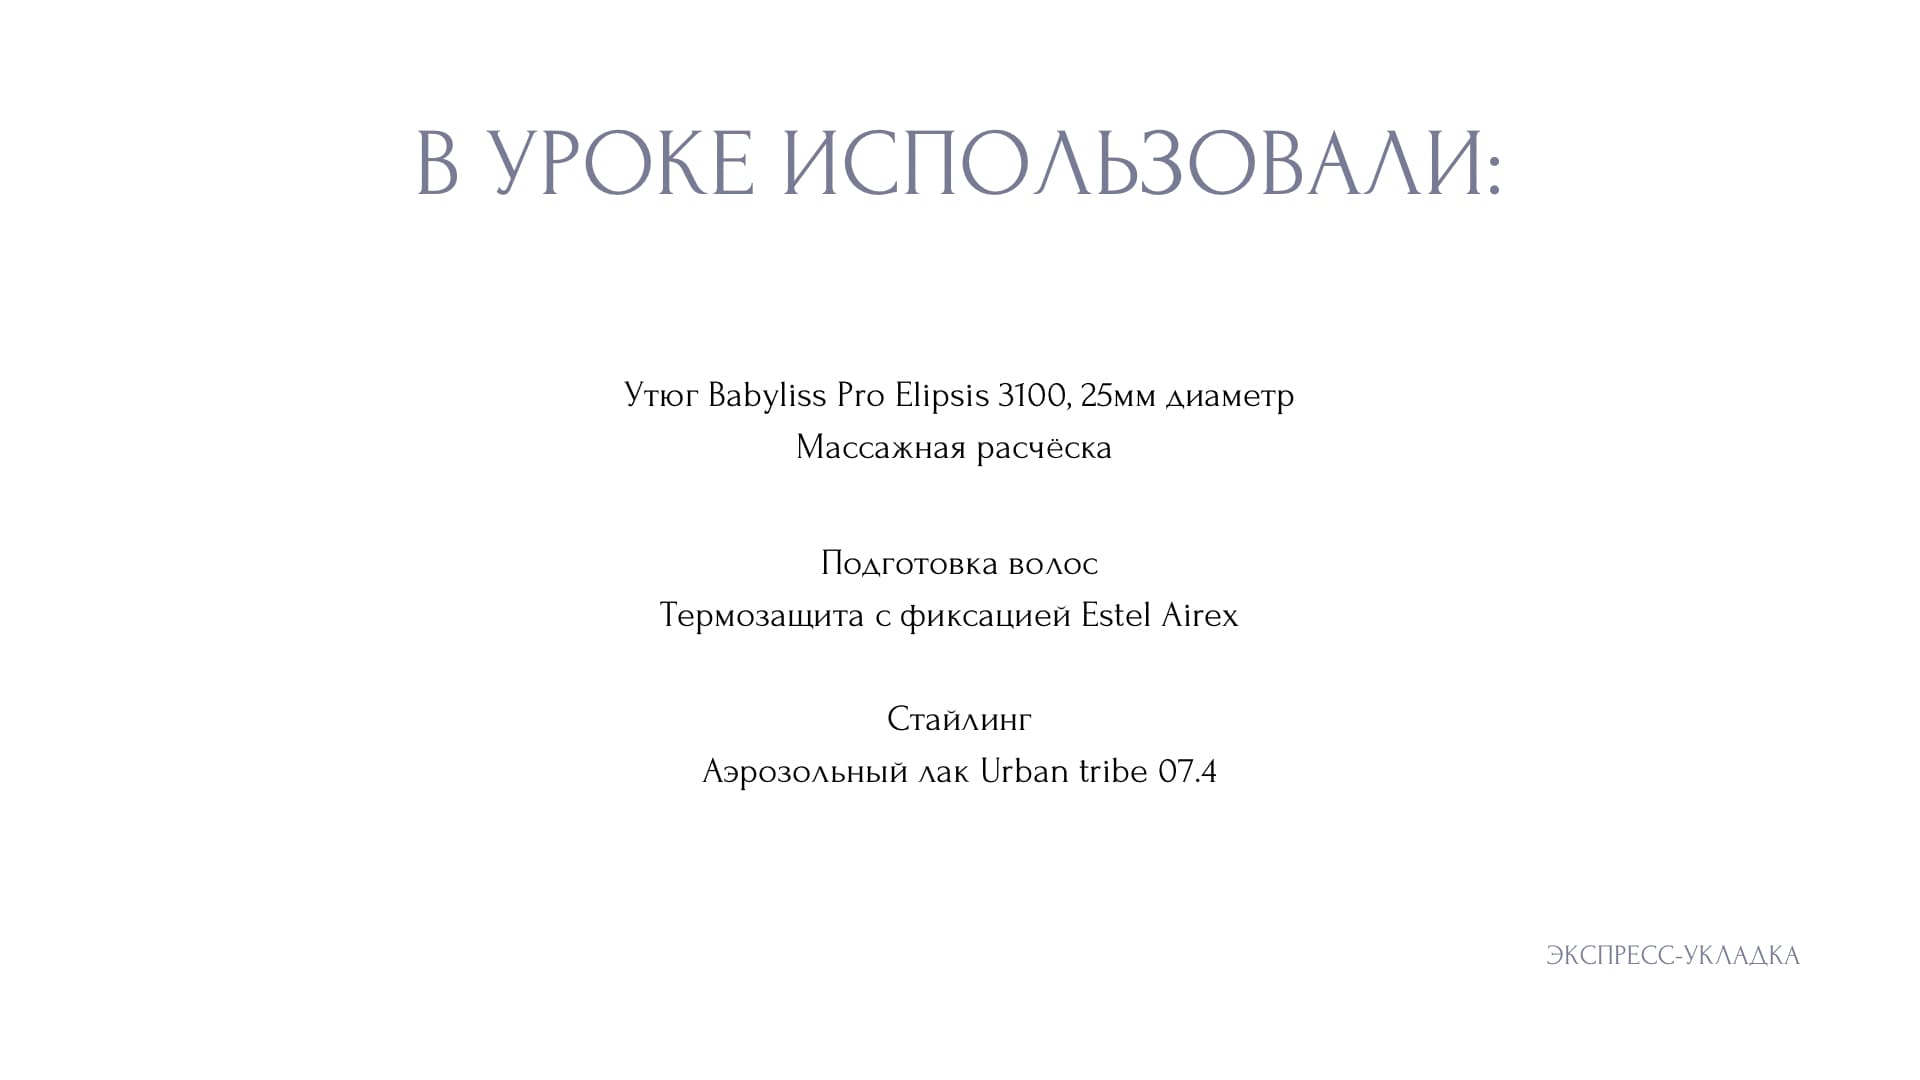 В УРОКЕ ИСПОЛЬЗОВАЛИ:
Утюг Babyliss Pro Elipsis 3100, 25мм диаметр
Массажная расчёска
Подготовка волос
Термозащита с фиксацией Estel Airex
Стайлинг
Аэрозольный лак Urban tribe 07.4
ЭКСПРЕСС-УКЛАДКА